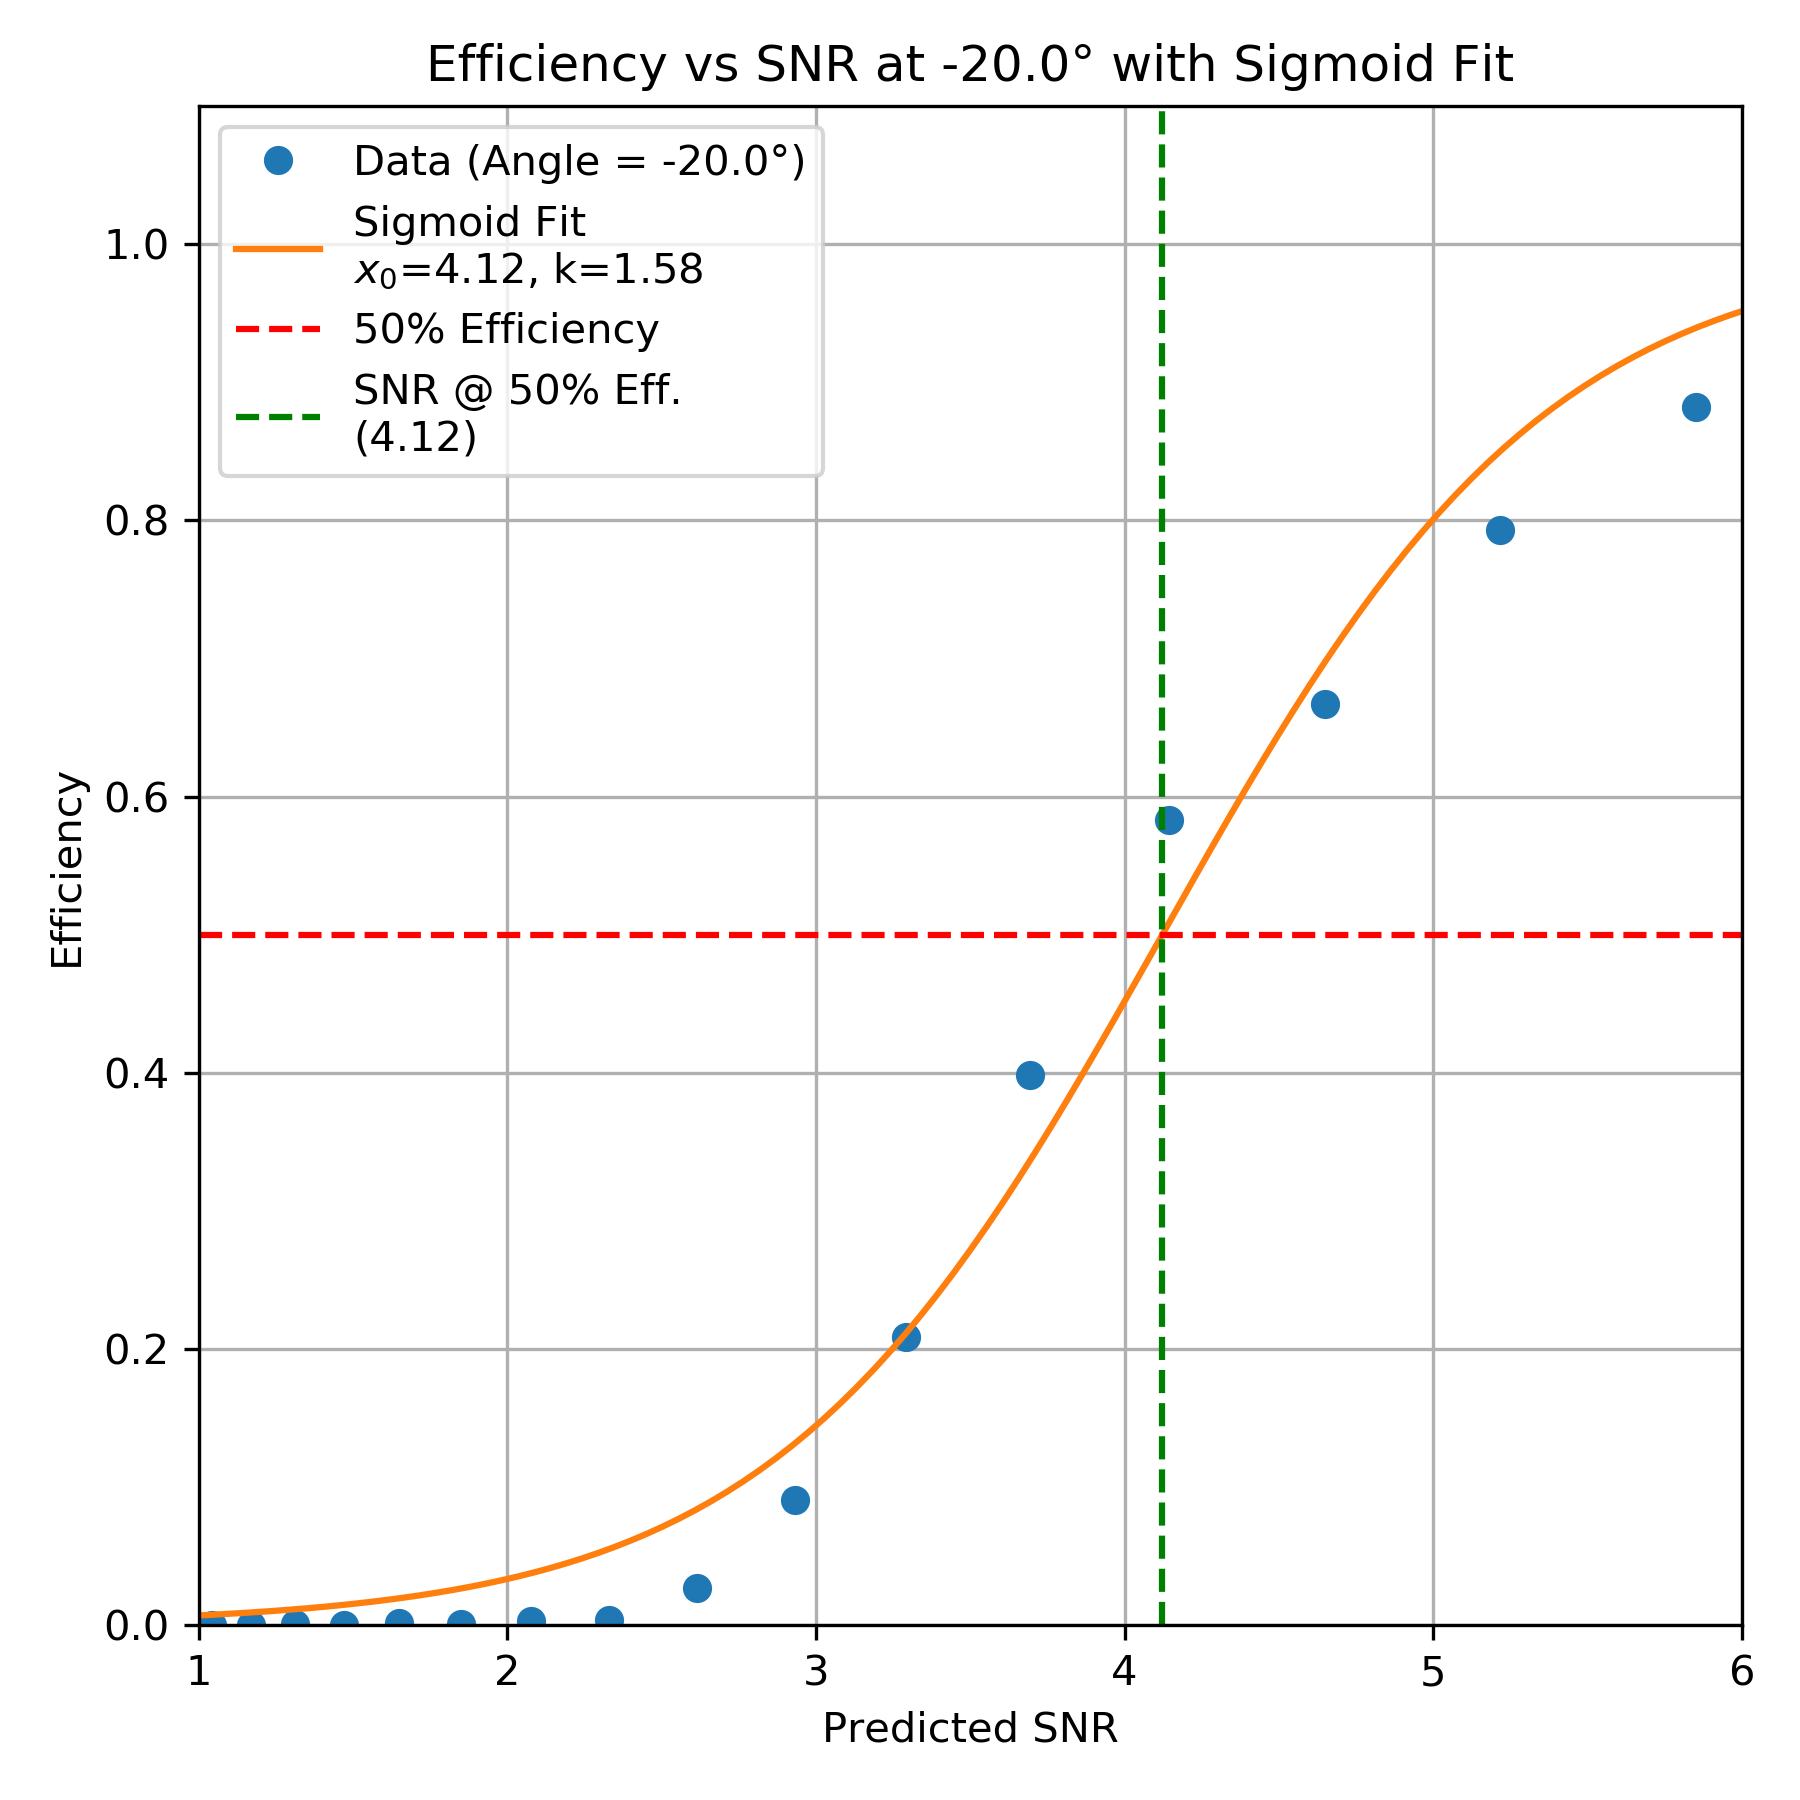 Efficiency vs SNR at -20.0° with Sigmoid Fit
Data (Angle = -20.0°)
Sigmoid Fit
x₀=4.12, k=1.58
50% Efficiency
SNR @ 50% Eff.
(4.12)
1.0
0.8
0.6
0.4
0.2
0.0
Efficiency
1 2 3 4 5 6
Predicted SNR